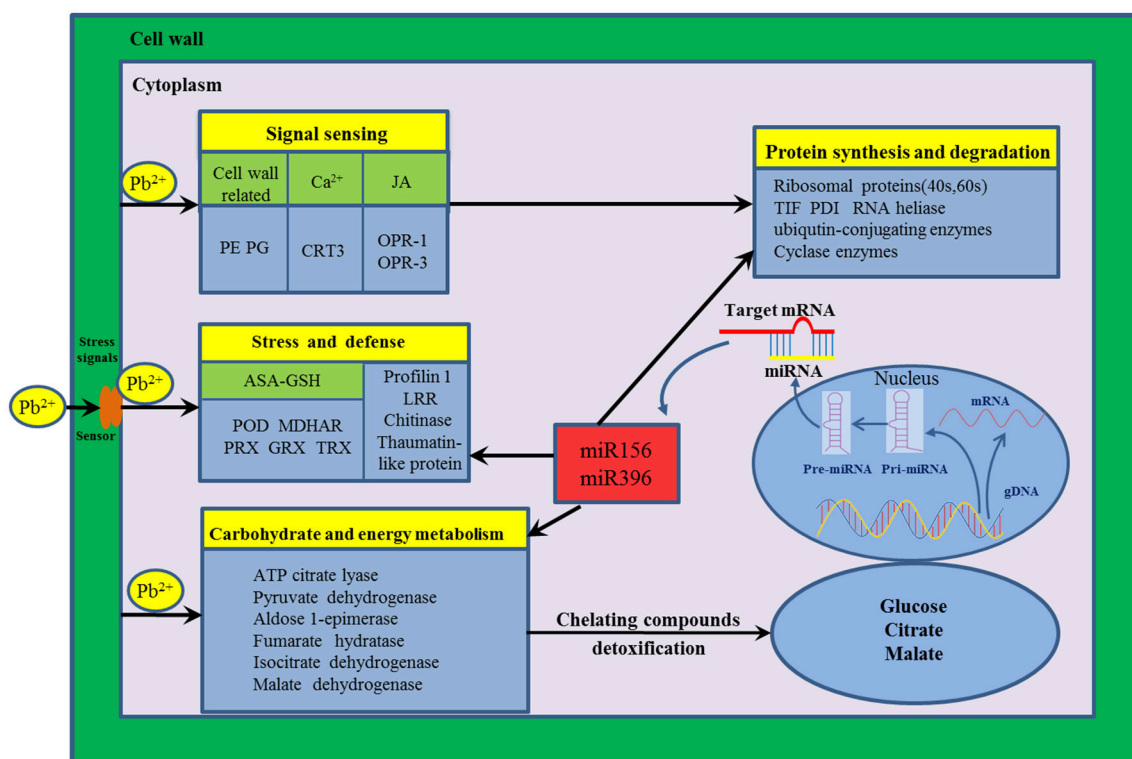 Cell wall
Cytoplasm
Signal sensing
Cell wall
related
Ca²⁺
JA
PE PG
CRT3
OPR-1
OPR-3
Pb²⁺
Protein synthesis and degradation
Ribosomal proteins(40s,60s)
TIF PDI RNA heliase
ubiqutin-conjugating enzymes
Cyclase enzymes
Stress
signals
Pb²⁺
Sensor
Pb²⁺
Stress and defense
ASA-GSH
POD MDHAR
PRX GRX TRX
Profilin 1
LRR
Chitinase
Thaumatin-
like protein
miR156
miR396
Target mRNA
miRNA
Nucleus
mRNA
Pre-miRNA
Pri-miRNA
gDNA
Pb²⁺
Carbohydrate and energy metabolism
ATP citrate lyase
Pyruvate dehydrogenase
Aldose 1-epimerase
Fumarate hydratase
Isocitrate dehydrogenase
Malate dehydrogenase
Chelating compounds
detoxification
Glucose
Citrate
Malate